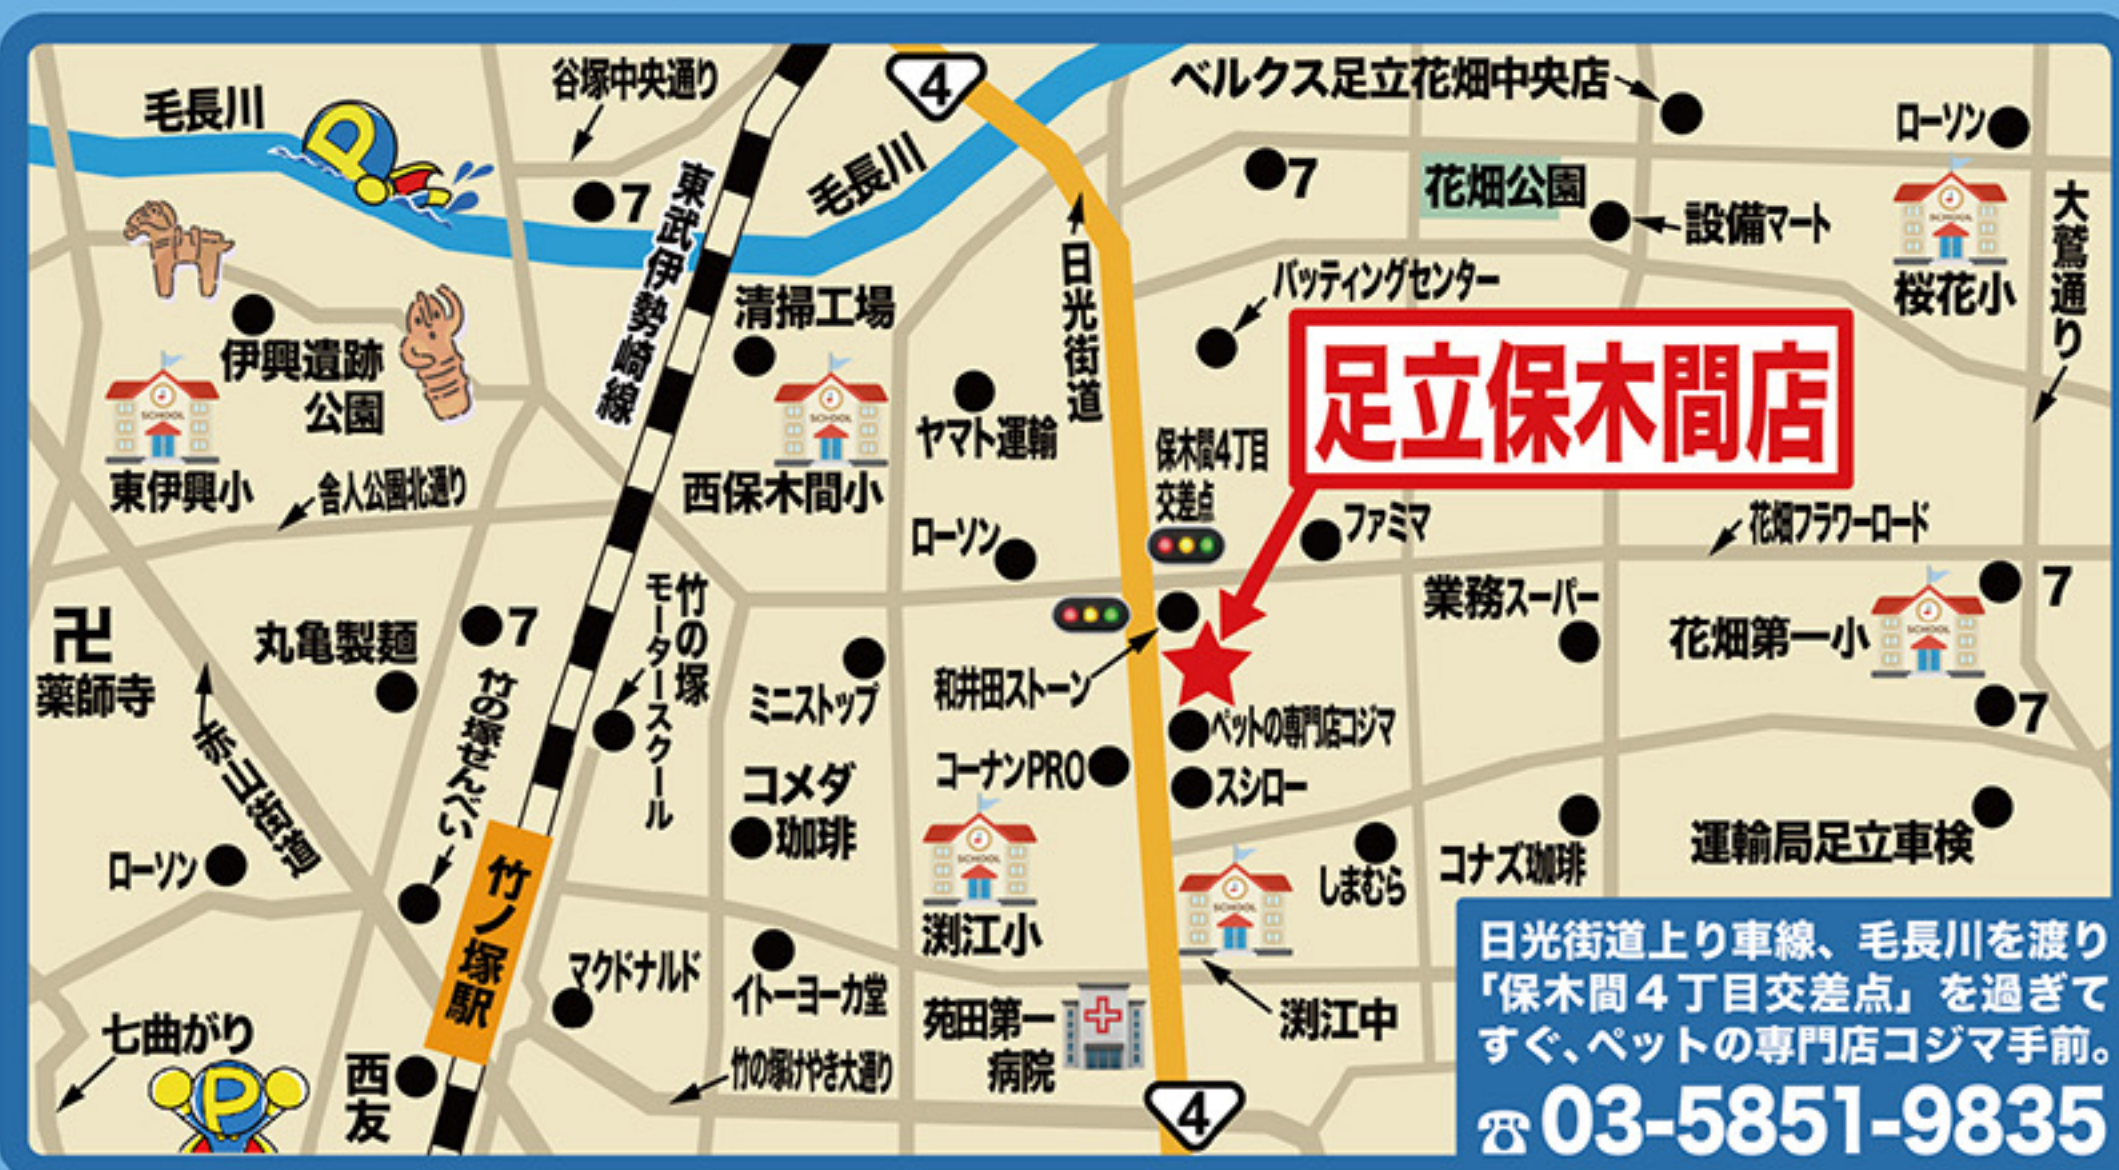 毛長川
谷塚中央通り
4
ベルクス足立花畑中央店
ローソン
P
7
東武伊勢崎線
毛長川
7
花畑公園
設備マート
SCHOOL
桜花小
大鷲通り
日光街道
バッティングセンター
清掃工場
伊興遺跡
公園
SCHOOL
東伊興小
舎人公園北通り
SCHOOL
西保木間小
ヤマト運輸
ローソン
保木間4丁目
交差点
足立保木間店
ファミマ
花畑フラワーロード
卍
薬師寺
丸亀製麺
7
竹の塚
モータースクール
ミニストップ
和井田ストーン
業務スーパー
花畑第一小
SCHOOL
7
7
赤山街道
竹の塚せんべい
コメダ
珈琲
コーナンPRO
ペットの専門店コジマ
スシロー
ローソン
竹ノ塚駅
SCHOOL
渕江小
SCHOOL
渕江中
しまむら
コナズ珈琲
運輸局足立車検
マクドナルド
イトーヨーカ堂
苑田第一
病院
七曲がり
P
西友
竹の塚けやき大通り
4
日光街道上り車線、毛長川を渡り
「保木間4丁目交差点」を過ぎて
すぐ、ペットの専門店コジマ手前。
☎03-5851-9835